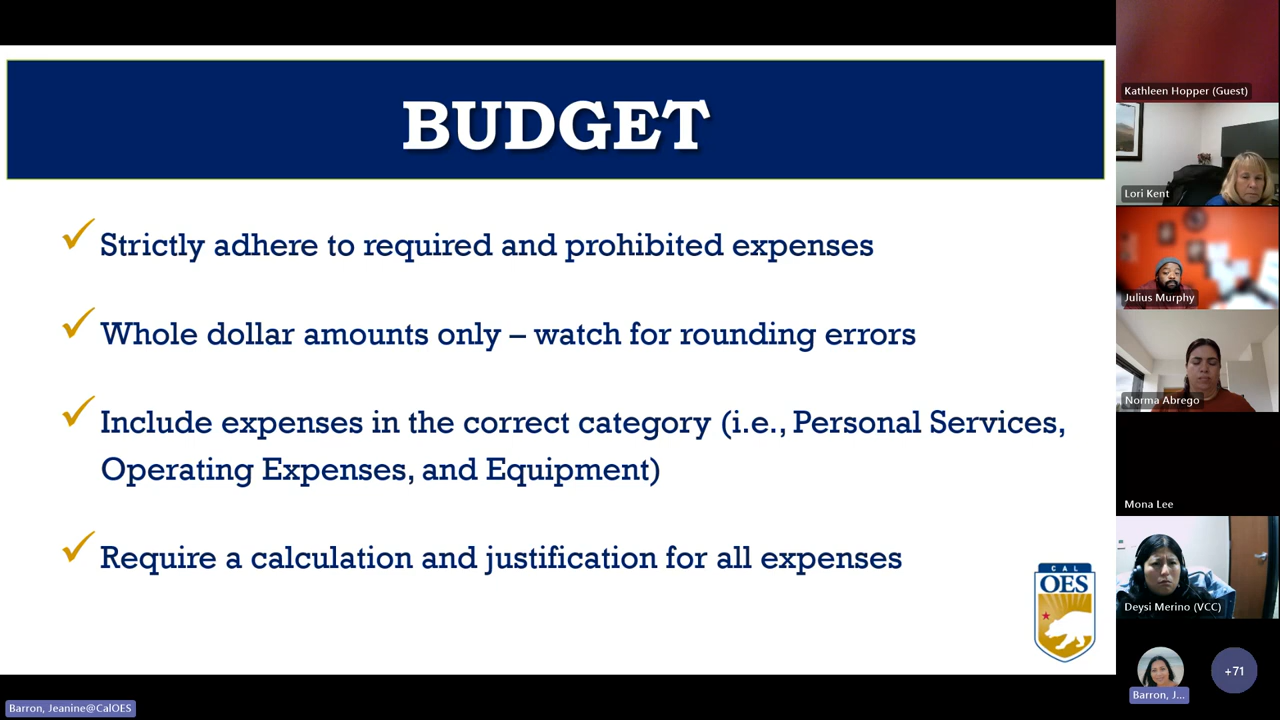 BUDGET
✓ Strictly adhere to required and prohibited expenses
✓ Whole dollar amounts only – watch for rounding errors
✓ Include expenses in the correct category (i.e., Personal Services,
Operating Expenses, and Equipment)
✓ Require a calculation and justification for all expenses
CAL
OES
Barron, Jeanine@CalOES
Kathleen Hopper (Guest)
Lori Kent
Julius Murphy
Norma Abrego
Mona Lee
Deysi Merino (VCC)
Barron, J...
+71